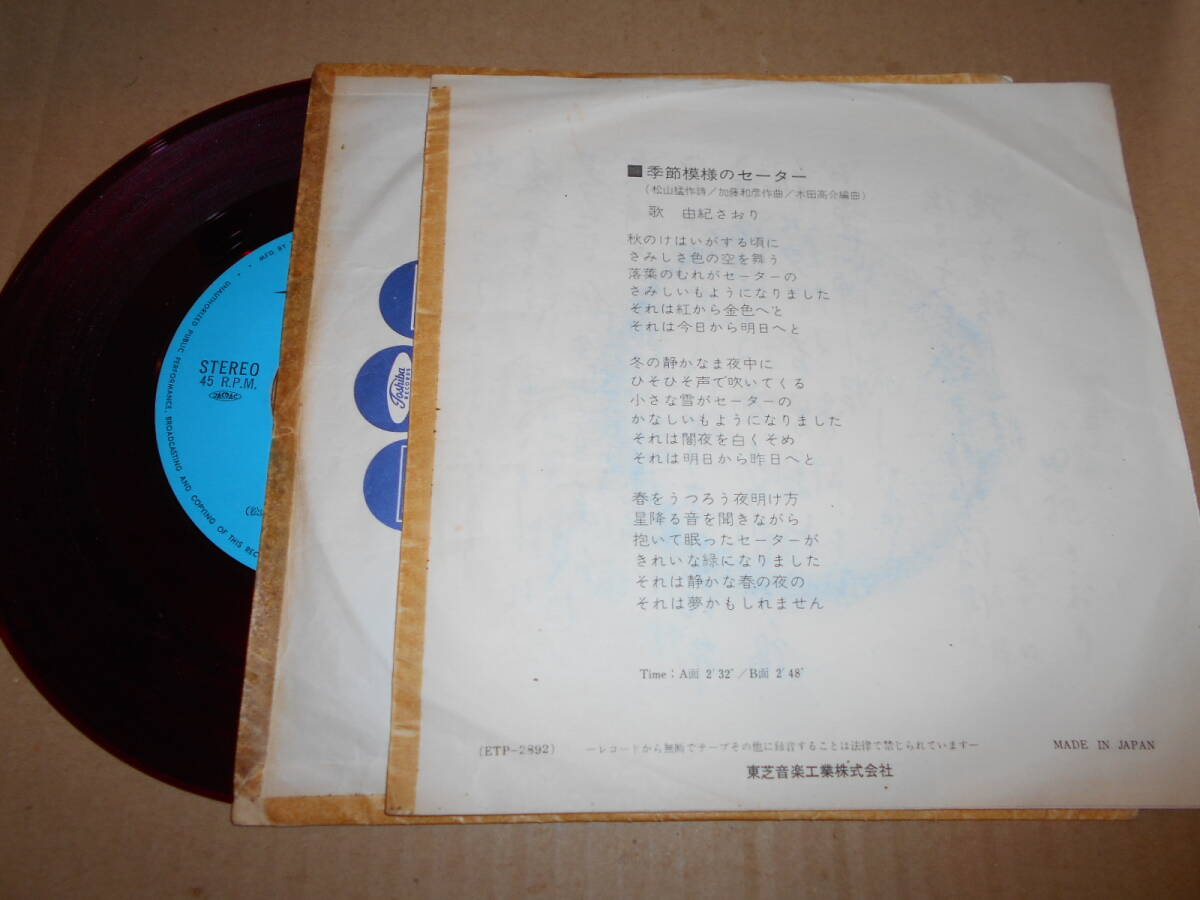 ■季節模様のセーター
(松山猛作詩/加藤和彦作曲/木田高介編曲)
歌 由紀さおり
秋のけはいがする頃に
さみしさ色の空を舞う
落葉のむれがセーターの
さみしいもようになりました
それは紅から金色へと
それは今日から明日へと
冬の静かなま夜中に
ひそひそ声で吹いてくる
小さな雪がセーターの
かなしいもようになりました
それは闇夜を白くそめ
それは明日から昨日へと
春をうつろう夜明け方
星降る音を聞きながら
抱いて眠ったセーターが
きれいな緑になりました
それは静かな春の夜の
それは夢かもしれません
Time : A面 2′32″/B面 2′48″
(ETP-2892) —レコードから無断でテープその他に録音することは法律で禁じられています— MADE IN JAPAN
東芝音楽工業株式会社
STEREO
45 R.P.M.
JASRAC
MFG. BY
UNAUTHORIZED PUBLIC PERFORMANCE, BROADCASTING AND COPYING OF THIS REC
Toshiba
RECORDS